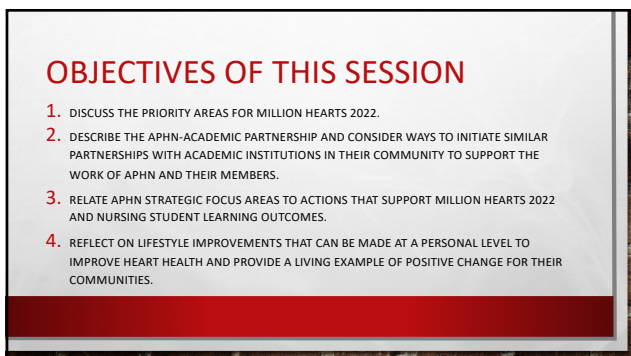 OBJECTIVES OF THIS SESSION
1. DISCUSS THE PRIORITY AREAS FOR MILLION HEARTS 2022.
2. DESCRIBE THE APHN-ACADEMIC PARTNERSHIP AND CONSIDER WAYS TO INITIATE SIMILAR
PARTNERSHIPS WITH ACADEMIC INSTITUTIONS IN THEIR COMMUNITY TO SUPPORT THE
WORK OF APHN AND THEIR MEMBERS.
3. RELATE APHN STRATEGIC FOCUS AREAS TO ACTIONS THAT SUPPORT MILLION HEARTS 2022
AND NURSING STUDENT LEARNING OUTCOMES.
4. REFLECT ON LIFESTYLE IMPROVEMENTS THAT CAN BE MADE AT A PERSONAL LEVEL TO
IMPROVE HEART HEALTH AND PROVIDE A LIVING EXAMPLE OF POSITIVE CHANGE FOR THEIR
COMMUNITIES.